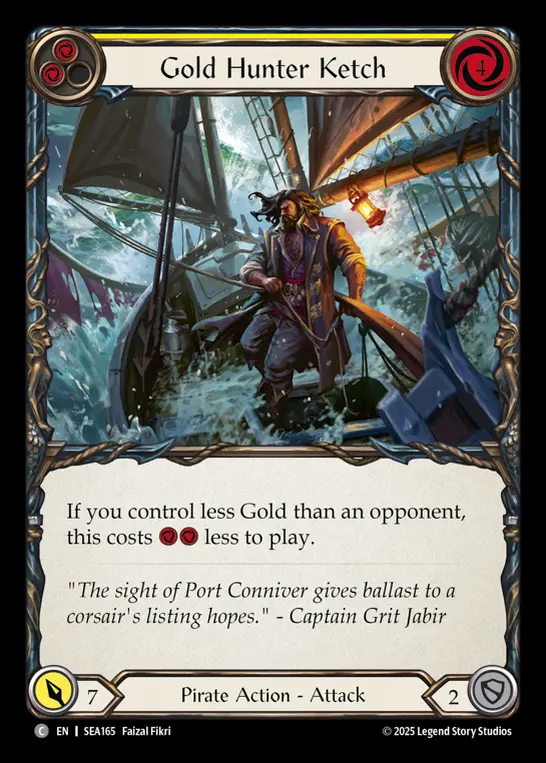 Gold Hunter Ketch
4
If you control less Gold than an opponent,
this costs less to play.
"The sight of Port Conniver gives ballast to a
corsair's listing hopes." - Captain Grit Jabir
7
Pirate Action - Attack
2
C EN SEA165 Faizal Fikri
© 2025 Legend Story Studios